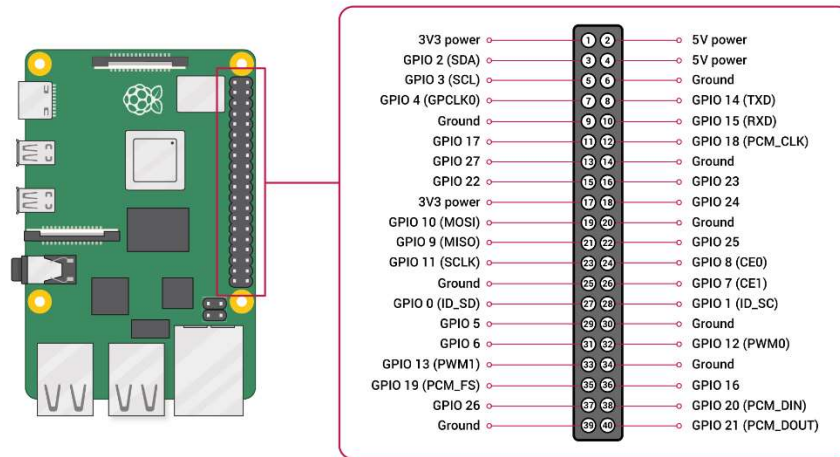 3V3 power 1 2 5V power
GPIO 2 (SDA) 3 4 5V power
GPIO 3 (SCL) 5 6 Ground
GPIO 4 (GPCLK0) 7 8 GPIO 14 (TXD)
Ground 9 10 GPIO 15 (RXD)
GPIO 17 11 12 GPIO 18 (PCM_CLK)
GPIO 27 13 14 Ground
GPIO 22 15 16 GPIO 23
3V3 power 17 18 GPIO 24
GPIO 10 (MOSI) 19 20 Ground
GPIO 9 (MISO) 21 22 GPIO 25
GPIO 11 (SCLK) 23 24 GPIO 8 (CE0)
Ground 25 26 GPIO 7 (CE1)
GPIO 0 (ID_SD) 27 28 GPIO 1 (ID_SC)
GPIO 5 29 30 Ground
GPIO 6 31 32 GPIO 12 (PWM0)
GPIO 13 (PWM1) 33 34 Ground
GPIO 19 (PCM_FS) 35 36 GPIO 16
GPIO 26 37 38 GPIO 20 (PCM_DIN)
Ground 39 40 GPIO 21 (PCM_DOUT)